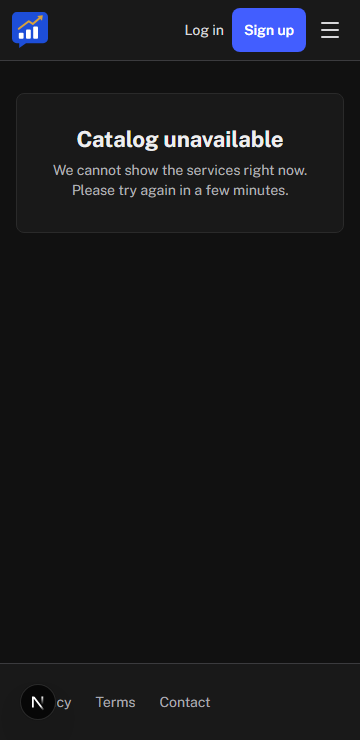 Log in
Sign up
Catalog unavailable
We cannot show the services right now.
Please try again in a few minutes.
N
cy
Terms
Contact